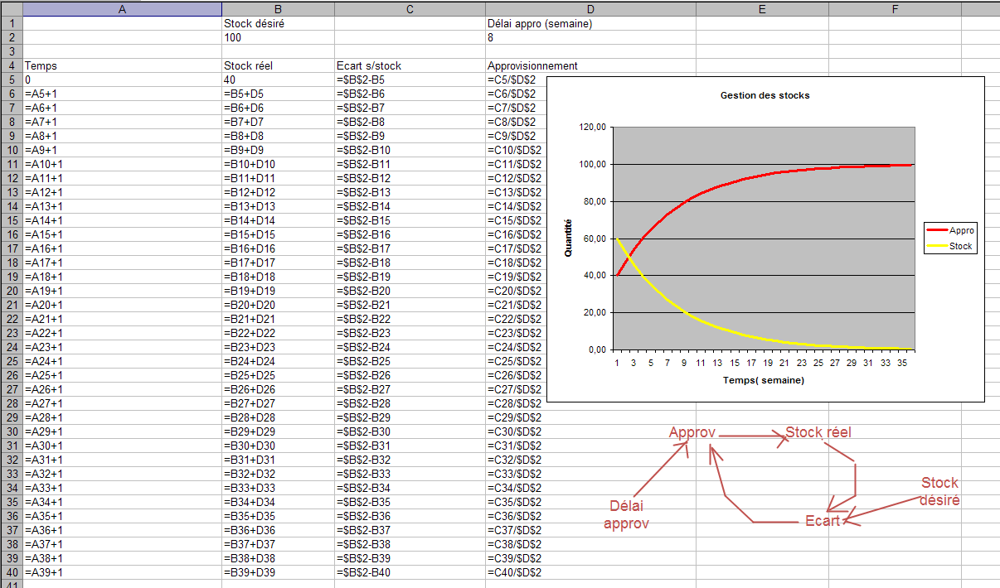 A B C D E F
1 Stock désiré Délai appro (semaine)
2 100 8
3
4 Temps Stock réel Ecart s/stock Approvisionnement
5 0 40 =$B$2-B5 =C5/$D$2
6 =A5+1 =B5+D5 =$B$2-B6 =C6/$D$2
7 =A6+1 =B6+D6 =$B$2-B7 =C7/$D$2
8 =A7+1 =B7+D7 =$B$2-B8 =C8/$D$2
9 =A8+1 =B8+D8 =$B$2-B9 =C9/$D$2
10 =A9+1 =B9+D9 =$B$2-B10 =C10/$D$2
11 =A10+1 =B10+D10 =$B$2-B11 =C11/$D$2
12 =A11+1 =B11+D11 =$B$2-B12 =C12/$D$2
13 =A12+1 =B12+D12 =$B$2-B13 =C13/$D$2
14 =A13+1 =B13+D13 =$B$2-B14 =C14/$D$2
15 =A14+1 =B14+D14 =$B$2-B15 =C15/$D$2
16 =A15+1 =B15+D15 =$B$2-B16 =C16/$D$2
17 =A16+1 =B16+D16 =$B$2-B17 =C17/$D$2
18 =A17+1 =B17+D17 =$B$2-B18 =C18/$D$2
19 =A18+1 =B18+D18 =$B$2-B19 =C19/$D$2
20 =A19+1 =B19+D19 =$B$2-B20 =C20/$D$2
21 =A20+1 =B20+D20 =$B$2-B21 =C21/$D$2
22 =A21+1 =B21+D21 =$B$2-B22 =C22/$D$2
23 =A22+1 =B22+D22 =$B$2-B23 =C23/$D$2
24 =A23+1 =B23+D23 =$B$2-B24 =C24/$D$2
25 =A24+1 =B24+D24 =$B$2-B25 =C25/$D$2
26 =A25+1 =B25+D25 =$B$2-B26 =C26/$D$2
27 =A26+1 =B26+D26 =$B$2-B27 =C27/$D$2
28 =A27+1 =B27+D27 =$B$2-B28 =C28/$D$2
29 =A28+1 =B28+D28 =$B$2-B29 =C29/$D$2
30 =A29+1 =B29+D29 =$B$2-B30 =C30/$D$2
31 =A30+1 =B30+D30 =$B$2-B31 =C31/$D$2
32 =A31+1 =B31+D31 =$B$2-B32 =C32/$D$2
33 =A32+1 =B32+D32 =$B$2-B33 =C33/$D$2
34 =A33+1 =B33+D33 =$B$2-B34 =C34/$D$2
35 =A34+1 =B34+D34 =$B$2-B35 =C35/$D$2
36 =A35+1 =B35+D35 =$B$2-B36 =C36/$D$2
37 =A36+1 =B36+D36 =$B$2-B37 =C37/$D$2
38 =A37+1 =B37+D37 =$B$2-B38 =C38/$D$2
39 =A38+1 =B38+D38 =$B$2-B39 =C39/$D$2
40 =A39+1 =B39+D39 =$B$2-B40 =C40/$D$2
41
Gestion des stocks
120,00
100,00
80,00
60,00
40,00
20,00
0,00
Quantité
1 3 5 7 9 11 13 15 17 19 21 23 25 27 29 31 33 35
Temps( semaine)
Appro
Stock
Approv Stock réel
Stock
désiré
Délai
approv
Ecart